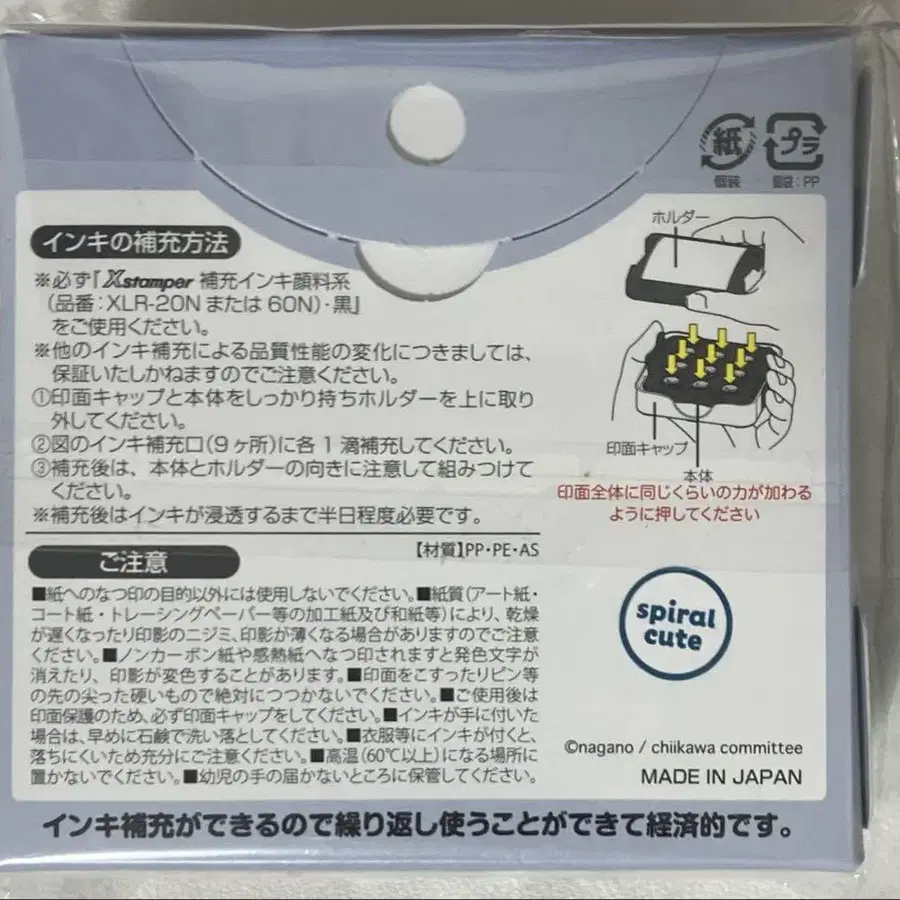 紙
プラ
個装
個袋:PP
インキの補充方法
※必ず『Xstamper 補充インキ顔料系
(品番:XLR-20N または 60N)・黒』
をご使用ください。
※他のインキ補充による品質性能の変化につきましては、
保証いたしかねますのでご注意ください。
①印面キャップと本体をしっかり持ちホルダーを上に取り
外してください。
②図のインキ補充口(9ヶ所)に各1滴補充してください。
③補充後は、本体とホルダーの向きに注意して組みつけて
ください。
※補充後はインキが浸透するまで半日程度必要です。
ホルダー
印面キャップ
本体
印面全体に同じくらいの力が加わる
ように押してください
【材質】PP・PE・AS
ご注意
■紙へのなつ印の目的以外には使用しないでください。■紙質(アート紙・
コート紙・トレーシングペーパー等の加工紙及び和紙等)により、乾燥
が遅くなったり印影のニジミ、印影が薄くなる場合がありますのでご注意
ください。■ノンカーボン紙や感熱紙へなつ印されますと発色文字が
消えたり、印影が変色することがあります。■印面をこすったりピン等
の先の尖った硬いもので絶対につつかないでください。■ご使用後は
印面保護のため、必ず印面キャップをしてください。■インキが手に付いた
場合は、早めに石鹸で洗い落としてください。■衣服等にインキが付くと、
落ちにくいため充分にご注意ください。■高温(60℃以上)になる場所に
置かないでください。■幼児の手の届かないところに保管してください。
spiral
cute
©nagano / chiikawa committee
MADE IN JAPAN
インキ補充ができるので繰り返し使うことができて経済的です。